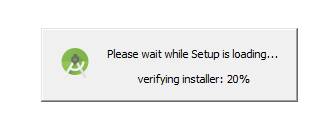 Please wait while Setup is loading...
verifying installer: 20%